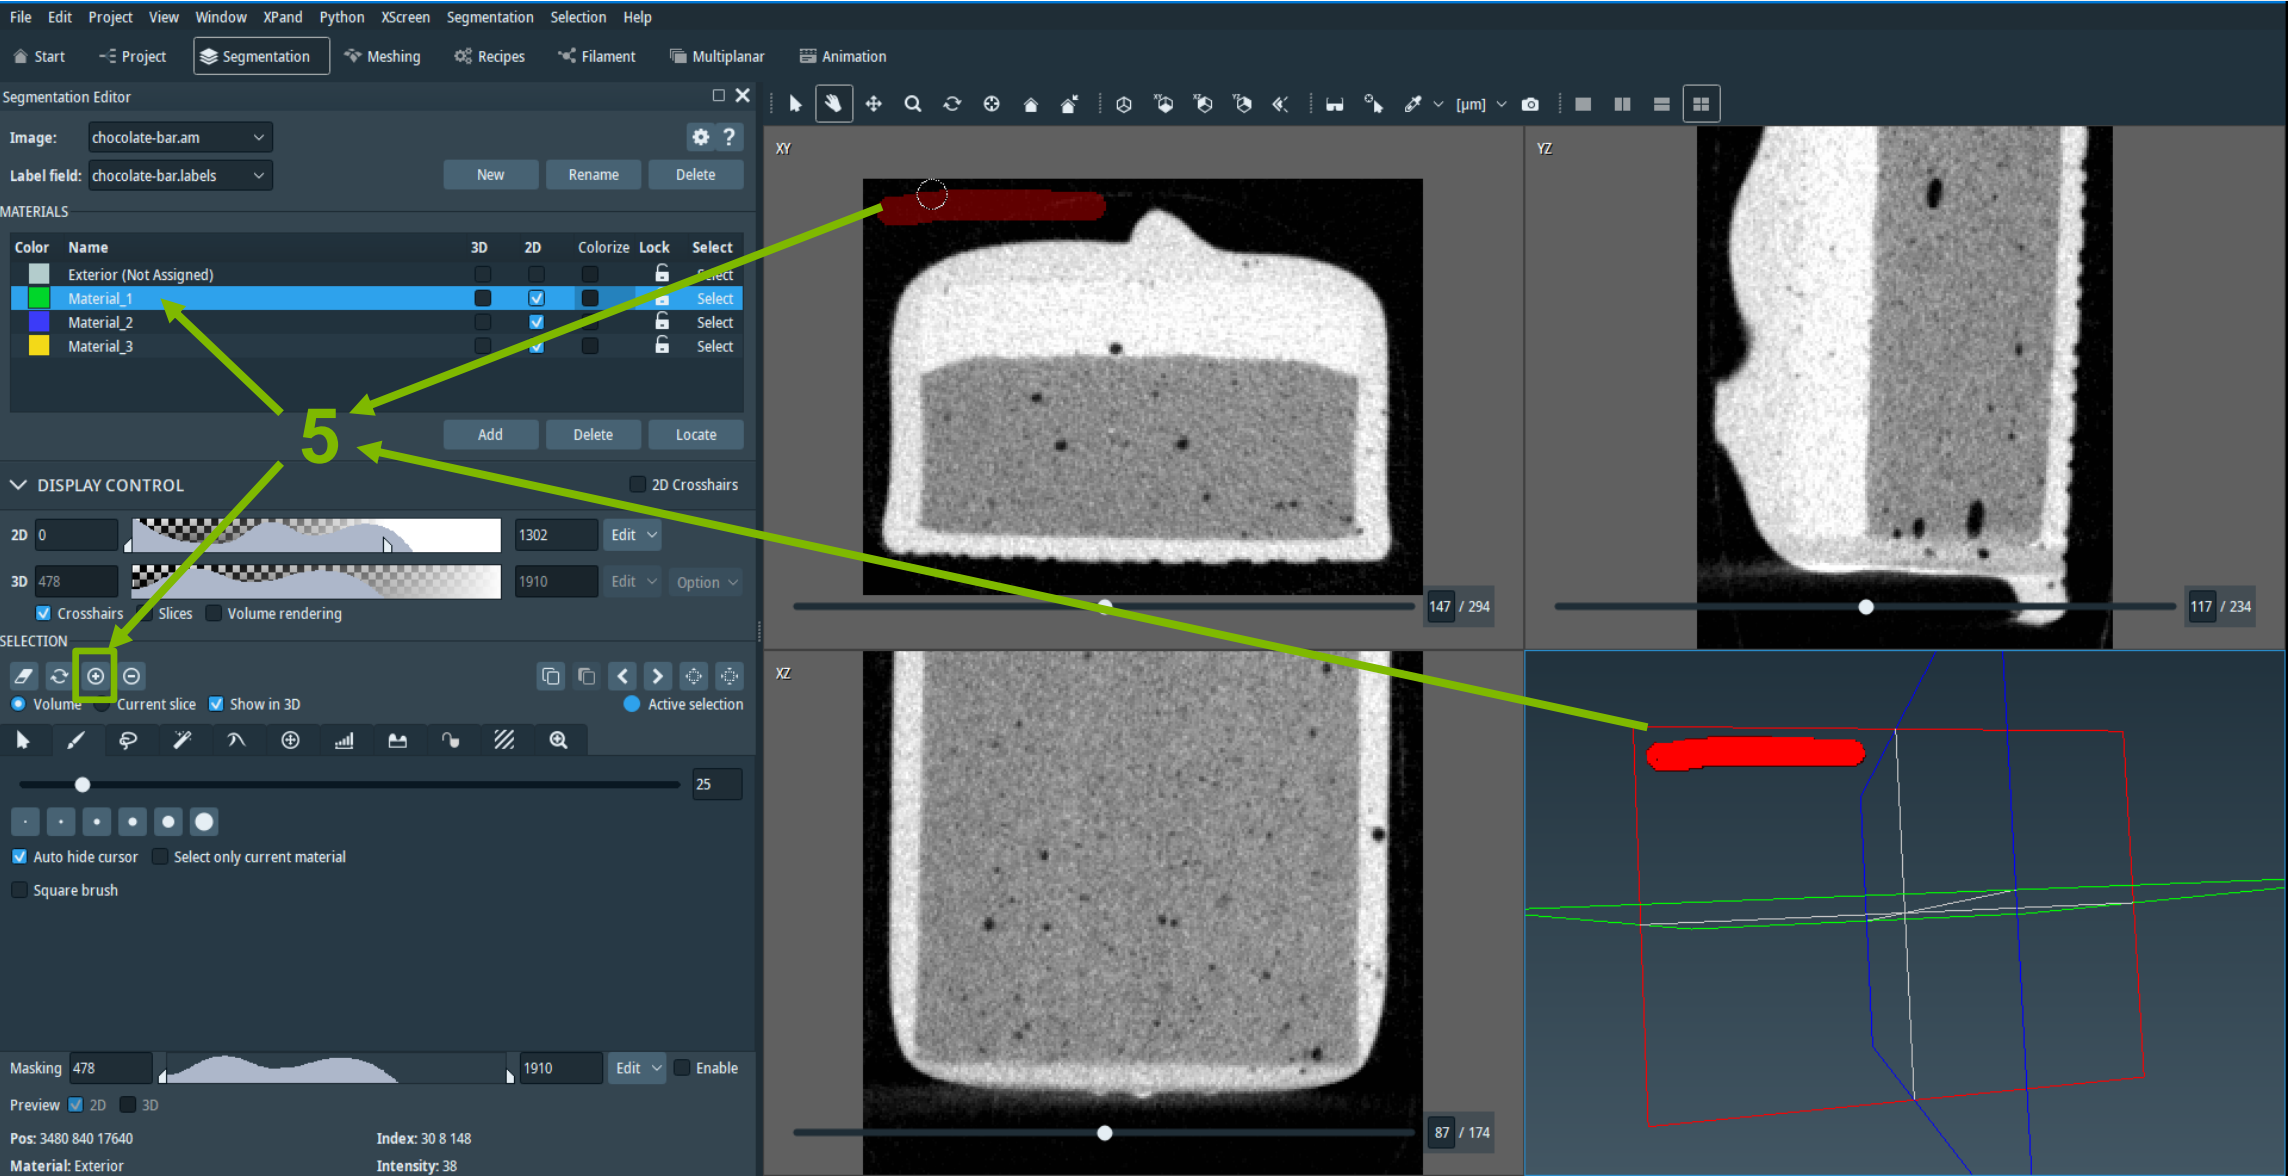 File Edit Project View Window XPand Python XScreen Segmentation Selection Help
Start Project Segmentation Meshing Recipes Filament Multiplanar Animation
Segmentation Editor
Image: chocolate-bar.am ?
Label field: chocolate-bar.labels New Rename Delete
MATERIALS
Color Name 3D 2D Colorize Lock Select
Exterior (Not Assigned) Select
Material_1 Select
Material_2 Select
Material_3 Select
5
Add Delete Locate
DISPLAY CONTROL 2D Crosshairs
2D 0 1302 Edit
3D 478 1910 Edit Option
Crosshairs Slices Volume rendering
SELECTION
Volume Current slice Show in 3D Active selection
25
Auto hide cursor Select only current material
Square brush
Masking 478 1910 Edit Enable
Preview 2D 3D
Pos: 3480 840 17640 Index: 30 8 148
Material: Exterior Intensity: 38
XY XZ YZ [µm]
XY
147 / 294
YZ
117 / 234
XZ
87 / 174